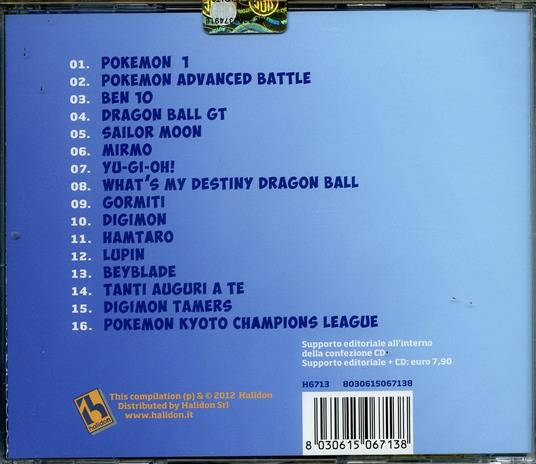 01. POKEMON 1
02. POKEMON ADVANCED BATTLE
03. BEN 10
04. DRAGON BALL GT
05. SAILOR MOON
06. MIRMO
07. YU-GI-OH!
08. WHAT'S MY DESTINY DRAGON BALL
09. GORMITI
10. DIGIMON
11. HAMTARO
12. LUPIN
13. BEYBLADE
14. TANTI AUGURI A TE
15. DIGIMON TAMERS
16. POKEMON KYOTO CHAMPIONS LEAGUE
Supporto editoriale all'interno
della confezione CD.
Supporto editoriale + CD: euro 7,90
H6713 8030615067138
halidon
This compilation (p) & © 2012 Halidon
Distributed by Halidon Srl
www.halidon.it
8 030615 067138